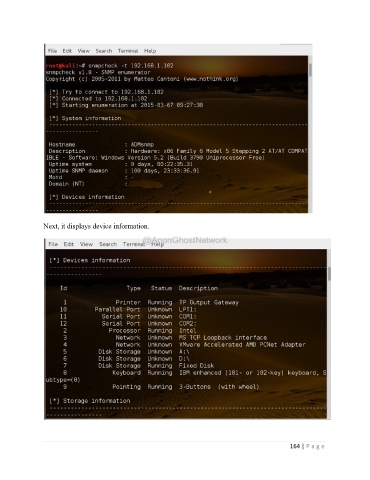 File Edit View Search Terminal Help
root@kali:~# snmpcheck -t 192.168.1.102
snmpcheck v1.8 - SNMP enumerator
Copyright (c) 2005-2011 by Matteo Cantoni (www.nothink.org)
[*] Try to connect to 192.168.1.102
[*] Connected to 192.168.1.102
[*] Starting enumeration at 2015-03-07 09:27:38
[*] System information
Hostname : ADMsnmp
Description : Hardware: x86 Family 6 Model 5 Stepping 2 AT/AT COMPAT
IBLE - Software: Windows Version 5.2 (Build 3790 Uniprocessor Free)
Uptime system : 9 days, 00:22:35.31
Uptime SNMP daemon : 100 days, 23:33:36.91
Motd : -
Domain (NT) : -
[*] Devices information
Next, it displays device information.
@AnonGhostNetwork
File Edit View Search Terminal Help
[*] Devices information
Id Type Status Description
1 Printer Running TP Output Gateway
10 Parallel Port Unknown LPT1:
11 Serial Port Unknown COM1:
12 Serial Port Unknown COM2:
2 Processor Running Intel
3 Network Unknown MS TCP Loopback interface
4 Network Unknown VMware Accelerated AMD PCNet Adapter
5 Disk Storage Unknown A:\
6 Disk Storage Unknown D:\
7 Disk Storage Running Fixed Disk
8 Keyboard Running IBM enhanced (101- or 102-key) keyboard, S
ubtype=(0)
9 Pointing Running 3-Buttons (with wheel)
[*] Storage information
164 | Page